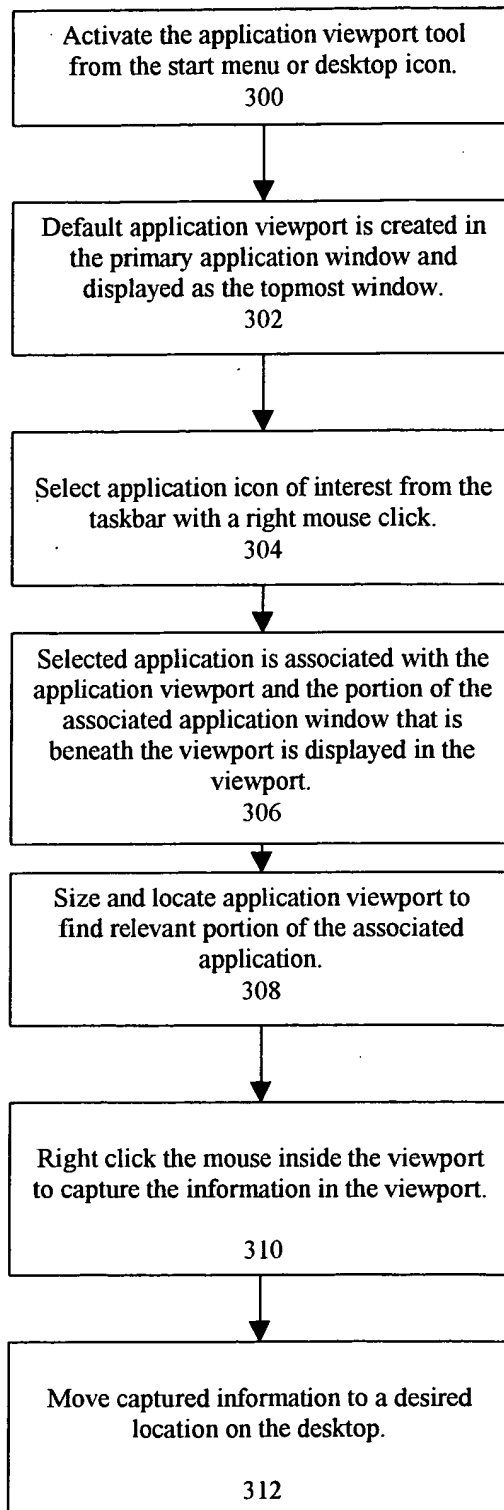 Activate the application viewport tool
from the start menu or desktop icon.
300
Default application viewport is created in
the primary application window and
displayed as the topmost window.
302
Select application icon of interest from the
taskbar with a right mouse click.
304
Selected application is associated with the
application viewport and the portion of the
associated application window that is
beneath the viewport is displayed in the
viewport.
306
Size and locate application viewport to
find relevant portion of the associated
application.
308
Right click the mouse inside the viewport
to capture the information in the viewport.
310
Move captured information to a desired
location on the desktop.
312